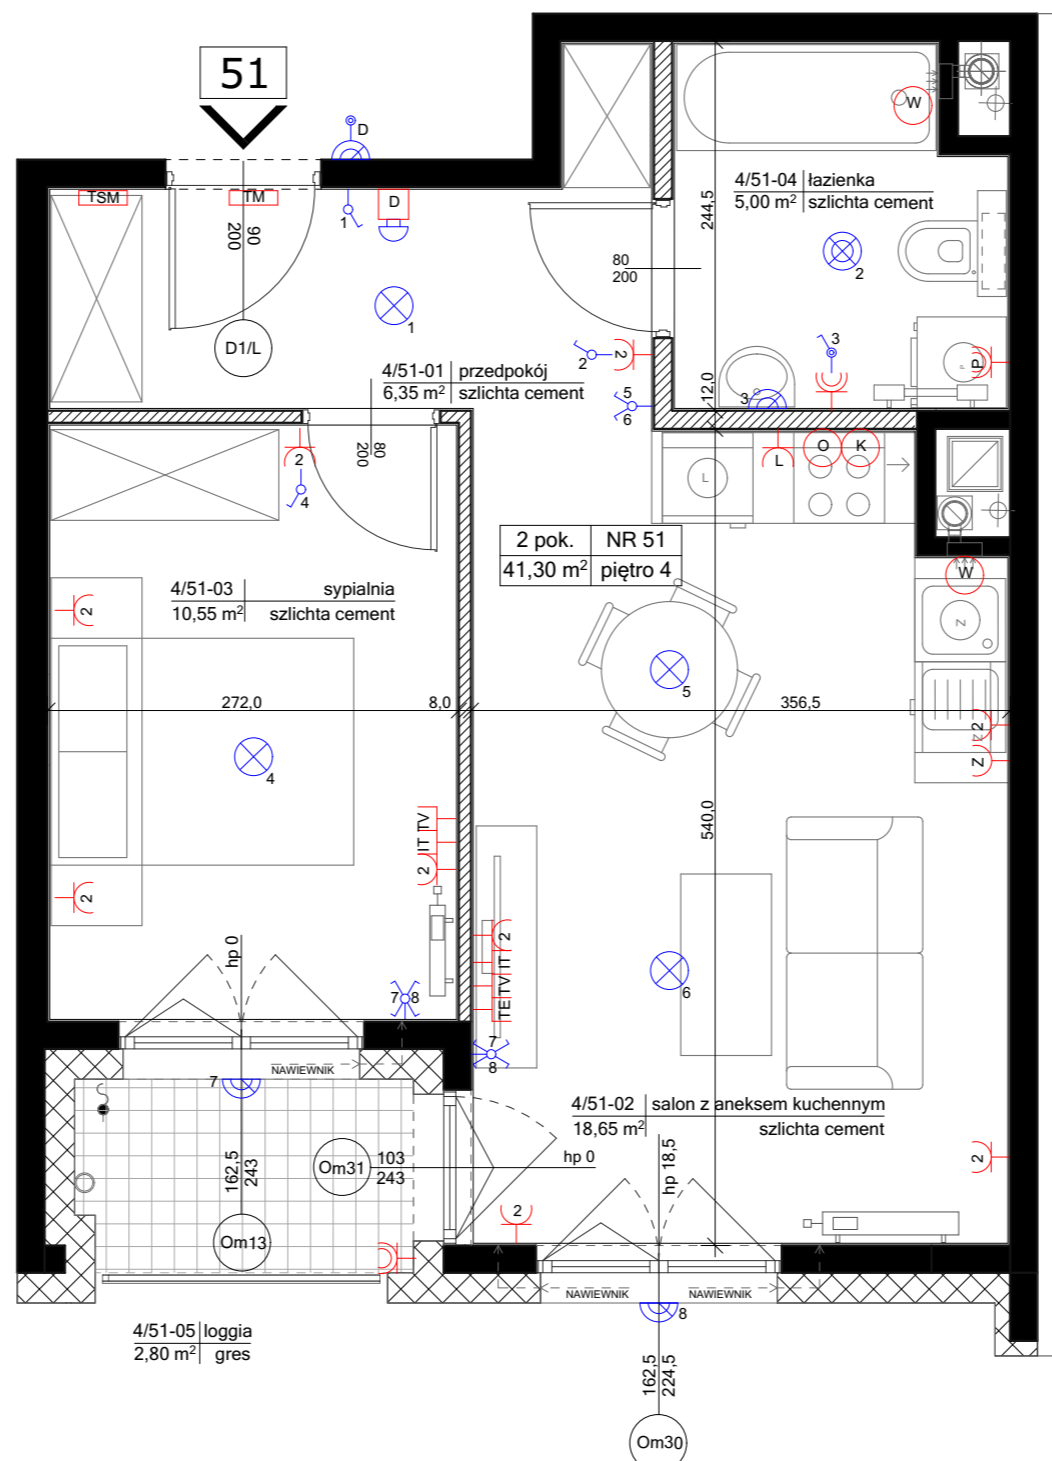 51
D
TSM
TM
D
1
90
200
D1/L
1
W
4/51-04 łazienka
5,00 m² szlichta cement
244,5
80
200
2
2
2
3
P
P
3
12,0
5
6
4/51-01 przedpokój
6,35 m² szlichta cement
80
200
2
4
L
O
K
L
2 pok. NR 51
41,30 m² piętro 4
W
Z
4/51-03 sypialnia
10,55 m² szlichta cement
2
5
272,0
8,0
356,5
2
Z
Z
4
540,0
IT TV
2
2
2
TE TV IT
6
hp 0
7 8
7
8
NAWIEWNIK
7
4/51-02 salon z aneksem kuchennym
18,65 m² szlichta cement
162,5
243
Om31
103
243
hp 0
hp 18,5
2
2
Om13
NAWIEWNIK
NAWIEWNIK
8
4/51-05 loggia
2,80 m² gres
162,5
224,5
Om30